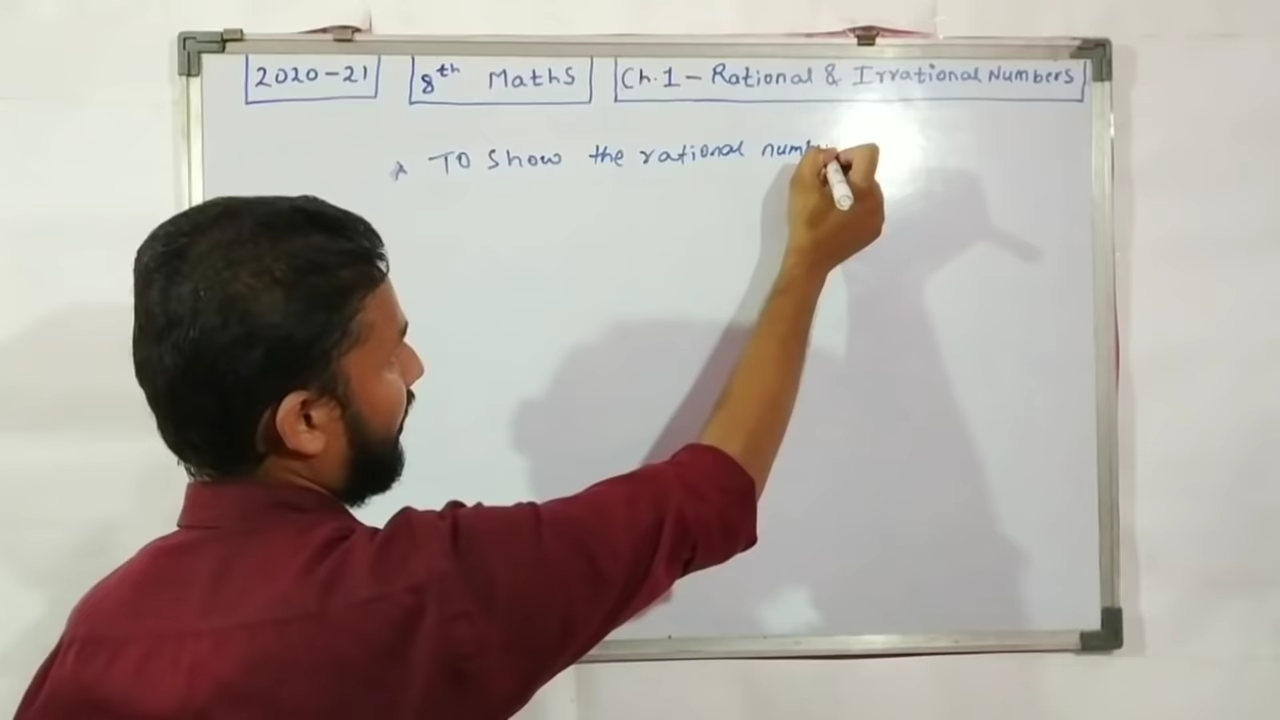 2020-21 8th Maths Ch.1 - Rational & Irrational Numbers
* To show the rational